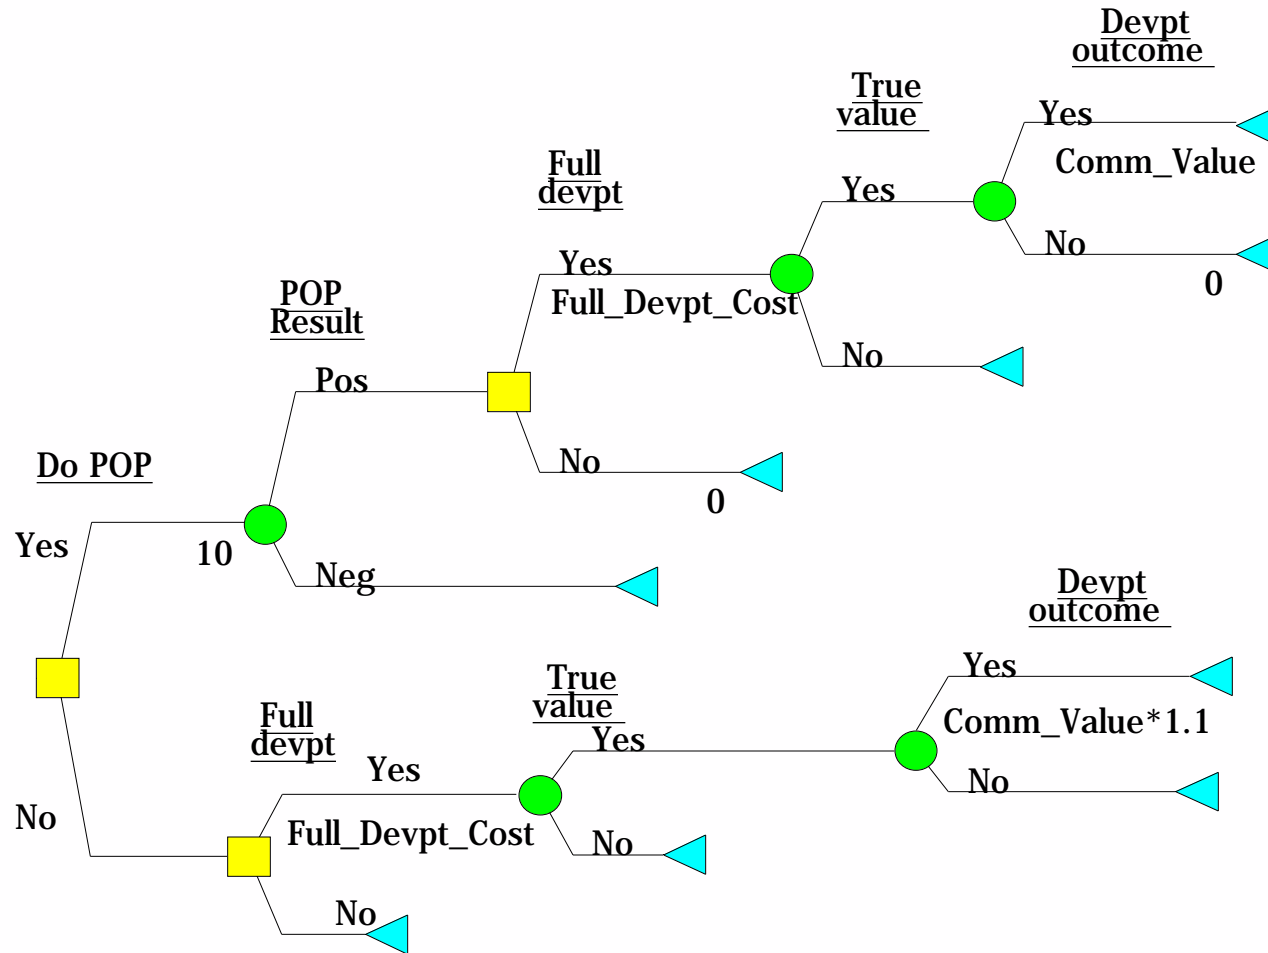 Devpt
outcome
True
value
Yes
Comm_Value
Full
devpt
Yes
No
0
Yes
Full_Devpt_Cost
POP
Result
No
Pos
Do POP
No
0
Yes
10
Neg
Devpt
outcome
True
value
Yes
Full
devpt
Comm_Value*1.1
Yes
Yes
No
No
Full_Devpt_Cost
No
No